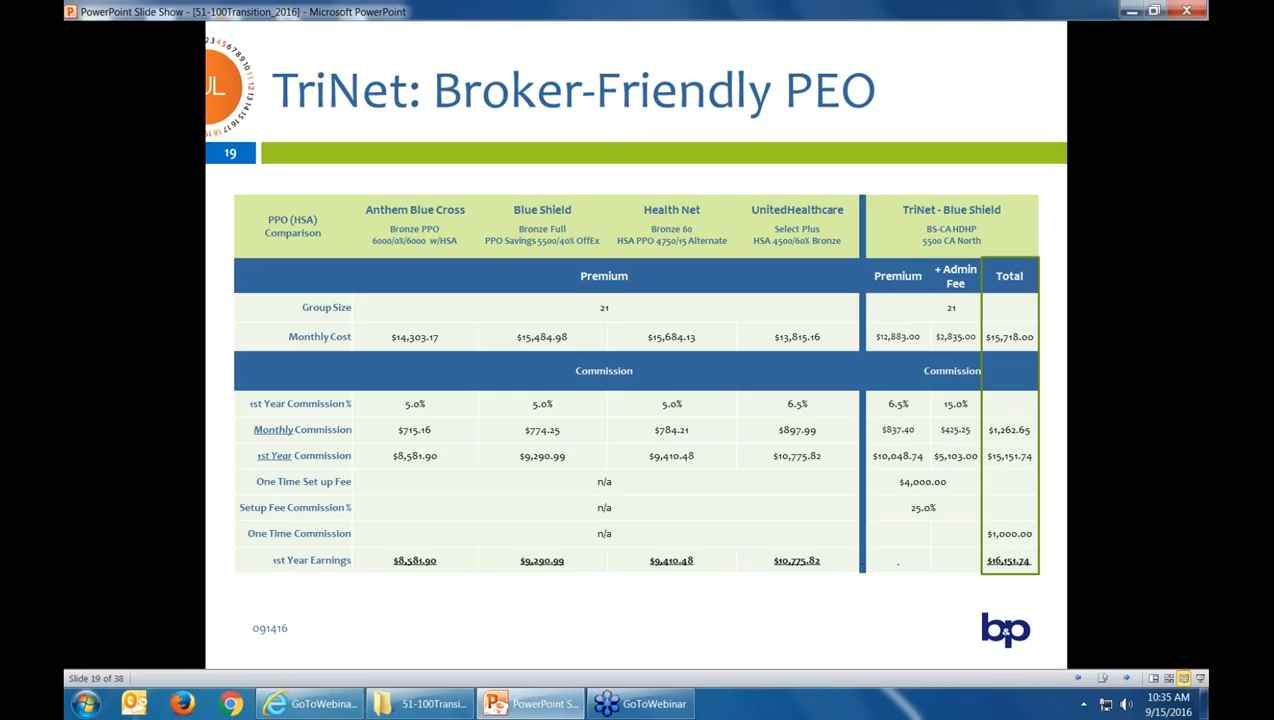 PowerPoint Slide Show - [51-100Transition_2016] - Microsoft PowerPoint
TriNet: Broker-Friendly PEO
19
PPO (HSA) Comparison
Anthem Blue Cross
Bronze PPO
6000/0%/6000 w/HSA
Blue Shield
Bronze Full
PPO Savings 5500/40% OffEx
Health Net
Bronze 60
HSA PPO 4750/15 Alternate
UnitedHealthcare
Select Plus
HSA 4500/60% Bronze
TriNet - Blue Shield
BS-CA HDHP
5500 CA North
Premium Premium + Admin Fee Total
Group Size 21 21
Monthly Cost $14,303.17 $15,484.98 $15,684.13 $13,815.16 $12,883.00 $2,835.00 $15,718.00
Commission Commission
1st Year Commission % 5.0% 5.0% 5.0% 6.5% 6.5% 15.0%
Monthly Commission $715.16 $774.25 $784.21 $897.99 $837.40 $425.25 $1,262.65
1st Year Commission $8,581.90 $9,290.99 $9,410.48 $10,775.82 $10,048.74 $5,103.00 $15,151.74
One Time Set up Fee n/a $4,000.00
Setup Fee Commission % n/a 25.0%
One Time Commission n/a $1,000.00
1st Year Earnings $8,581.90 $9,290.99 $9,410.48 $10,775.82 - $16,151.74
091416
b&p
Slide 19 of 38
GoToWebina...
51-100Transi...
PowerPoint S...
GoToWebinar
10:35 AM
9/15/2016